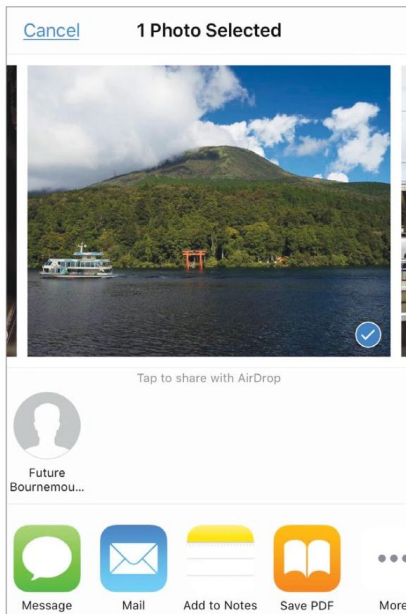 Cancel 1 Photo Selected
Tap to share with AirDrop
Future
Bournemou...
Message Mail Add to Notes Save PDF More